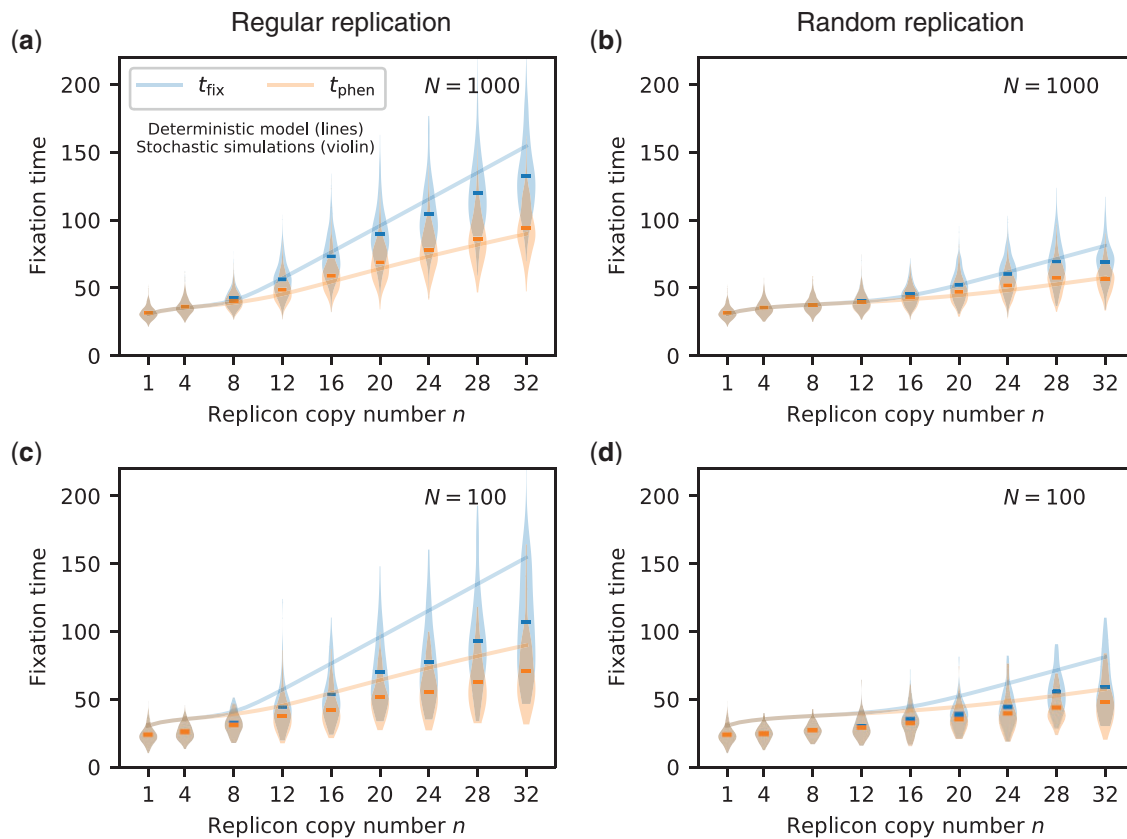 Regular replication
Random replication
(a)
(b)
200
150
100
50
0
Fixation time
t_fix t_phen
Deterministic model (lines)
Stochastic simulations (violin)
N = 1000
1 4 8 12 16 20 24 28 32
Replicon copy number n
200
150
100
50
0
Fixation time
N = 1000
1 4 8 12 16 20 24 28 32
Replicon copy number n
(c)
(d)
200
150
100
50
0
Fixation time
N = 100
1 4 8 12 16 20 24 28 32
Replicon copy number n
200
150
100
50
0
Fixation time
N = 100
1 4 8 12 16 20 24 28 32
Replicon copy number n